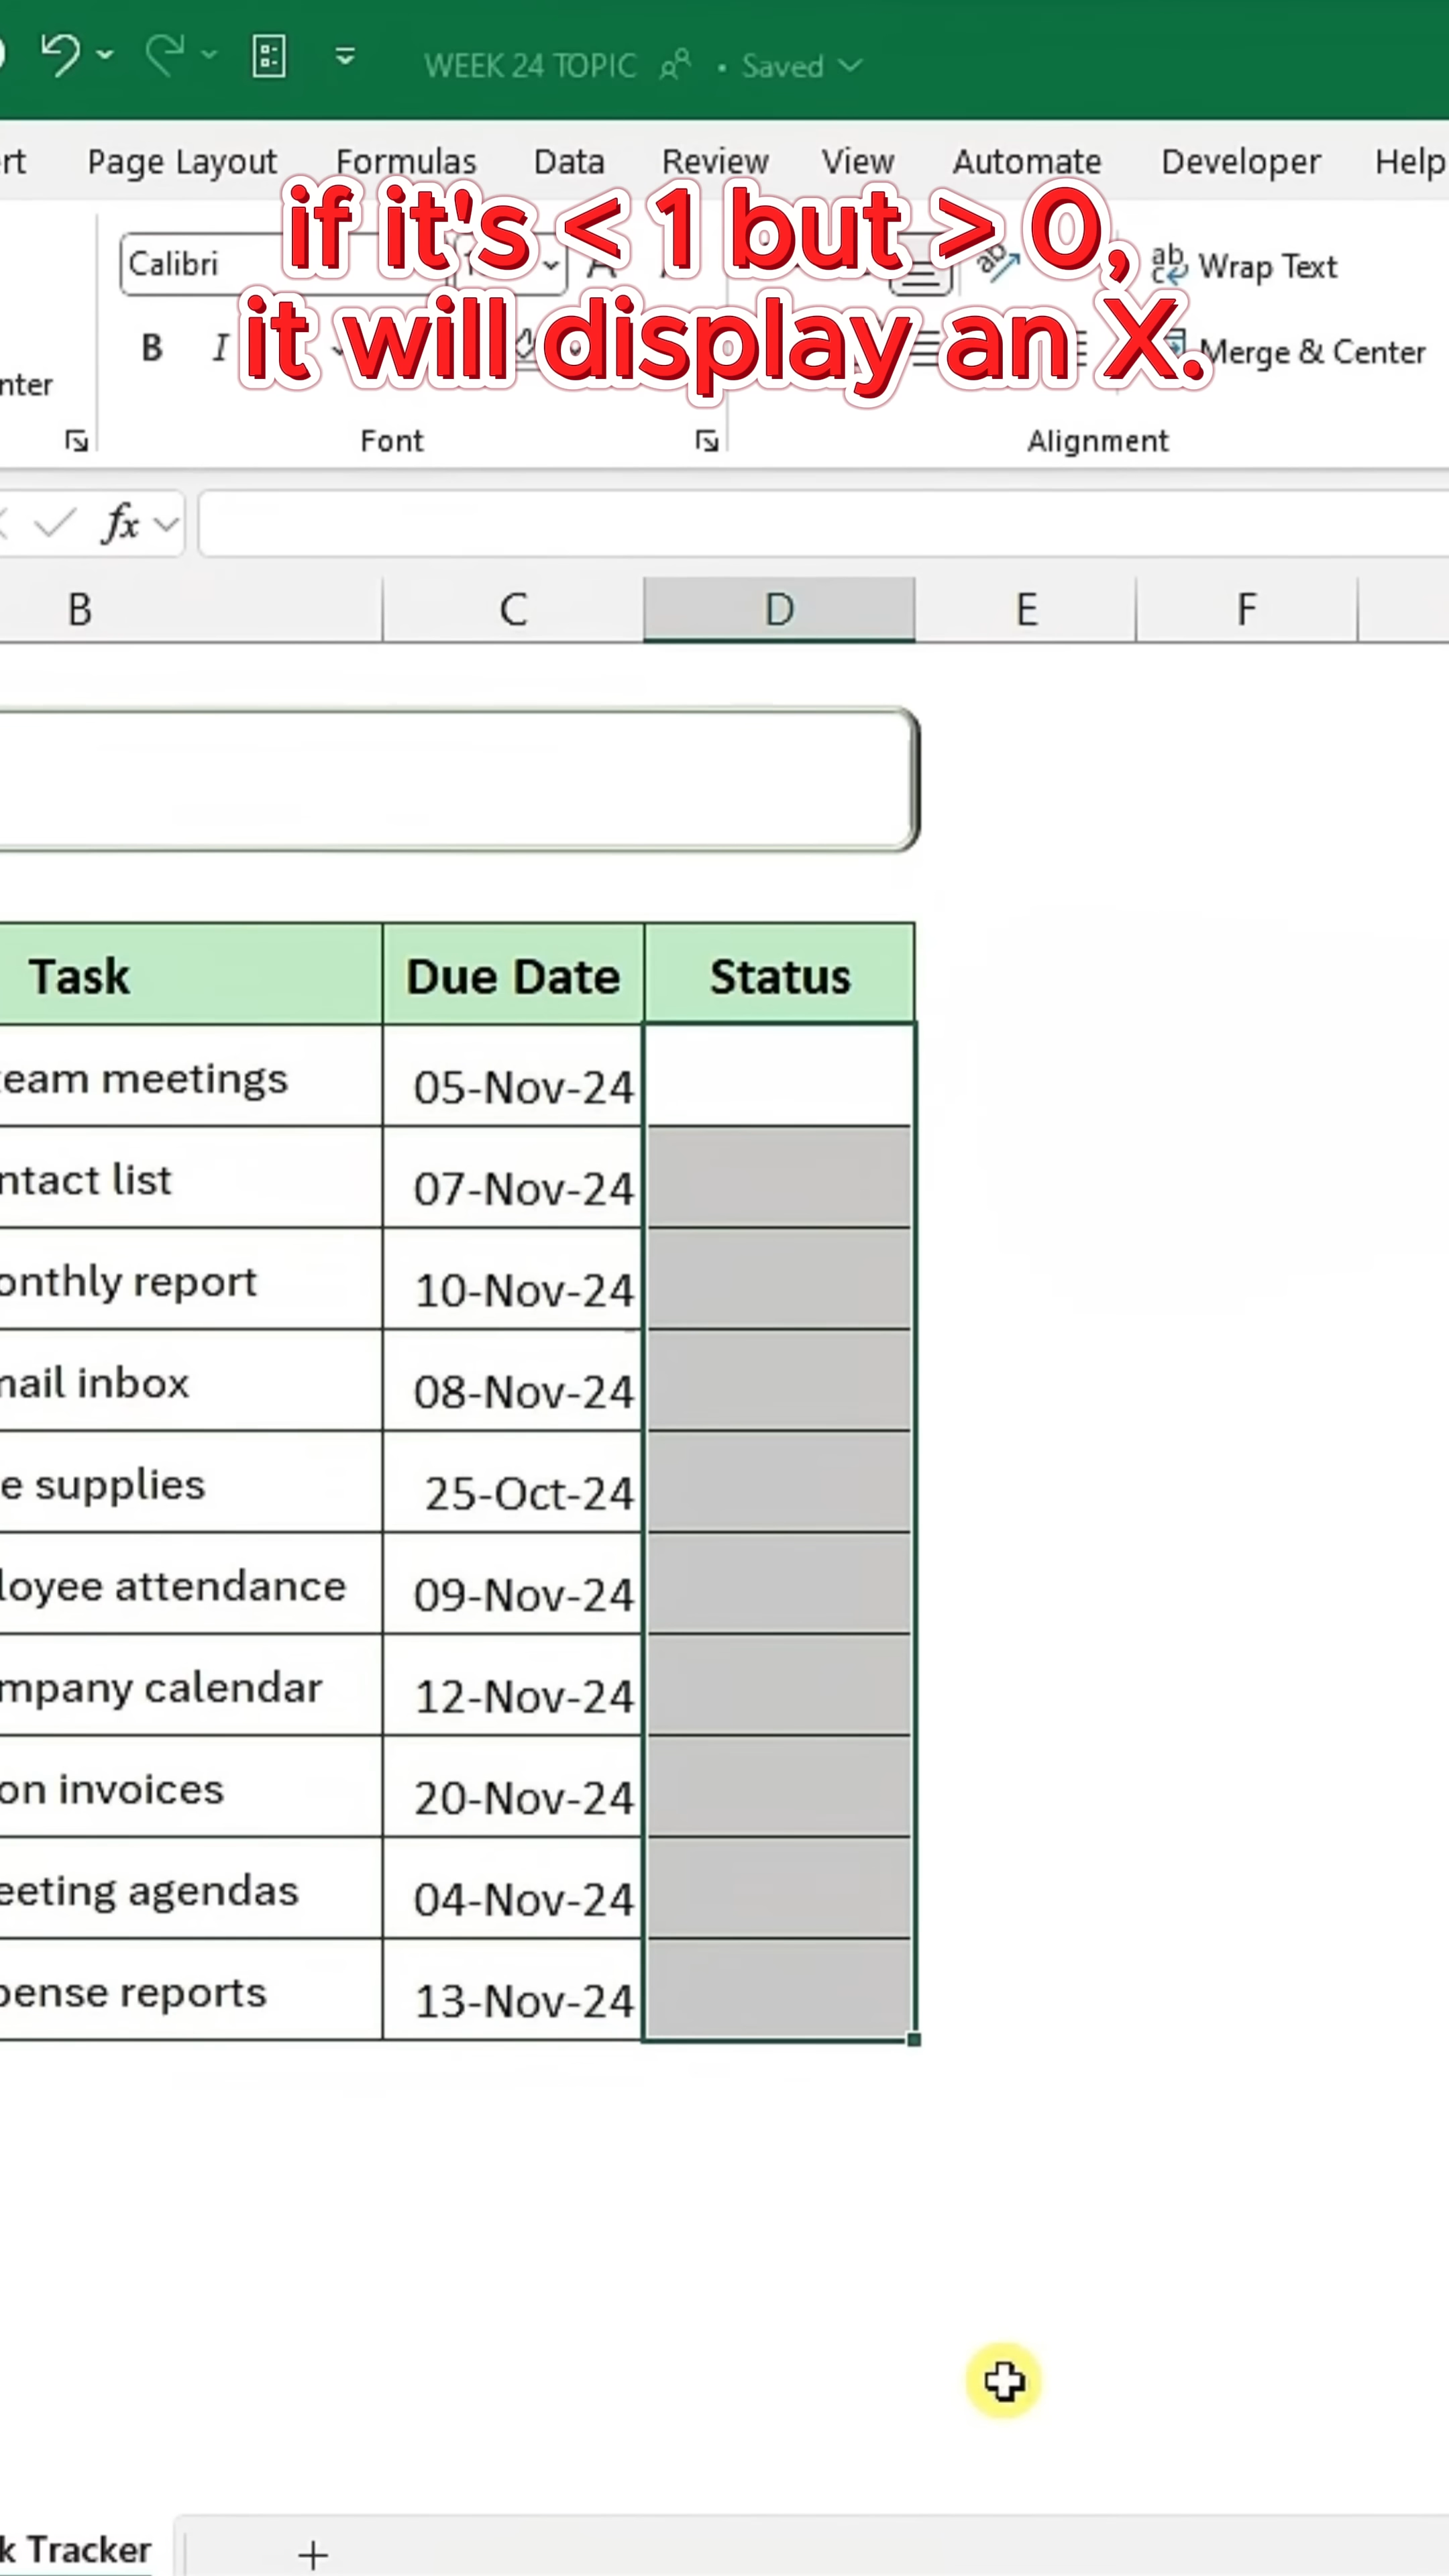 WEEK 24 TOPIC • Saved
rt Page Layout Formulas Data Review View Automate Developer Help
if it's < 1 but > 0,
it will display an X.
Calibri
Wrap Text
B I
Merge & Center
nter
Font
Alignment
fx
B C D E F
Task Due Date Status
team meetings 05-Nov-24
ntact list 07-Nov-24
onthly report 10-Nov-24
mail inbox 08-Nov-24
e supplies 25-Oct-24
loyee attendance 09-Nov-24
mpany calendar 12-Nov-24
on invoices 20-Nov-24
eeting agendas 04-Nov-24
pense reports 13-Nov-24
k Tracker +